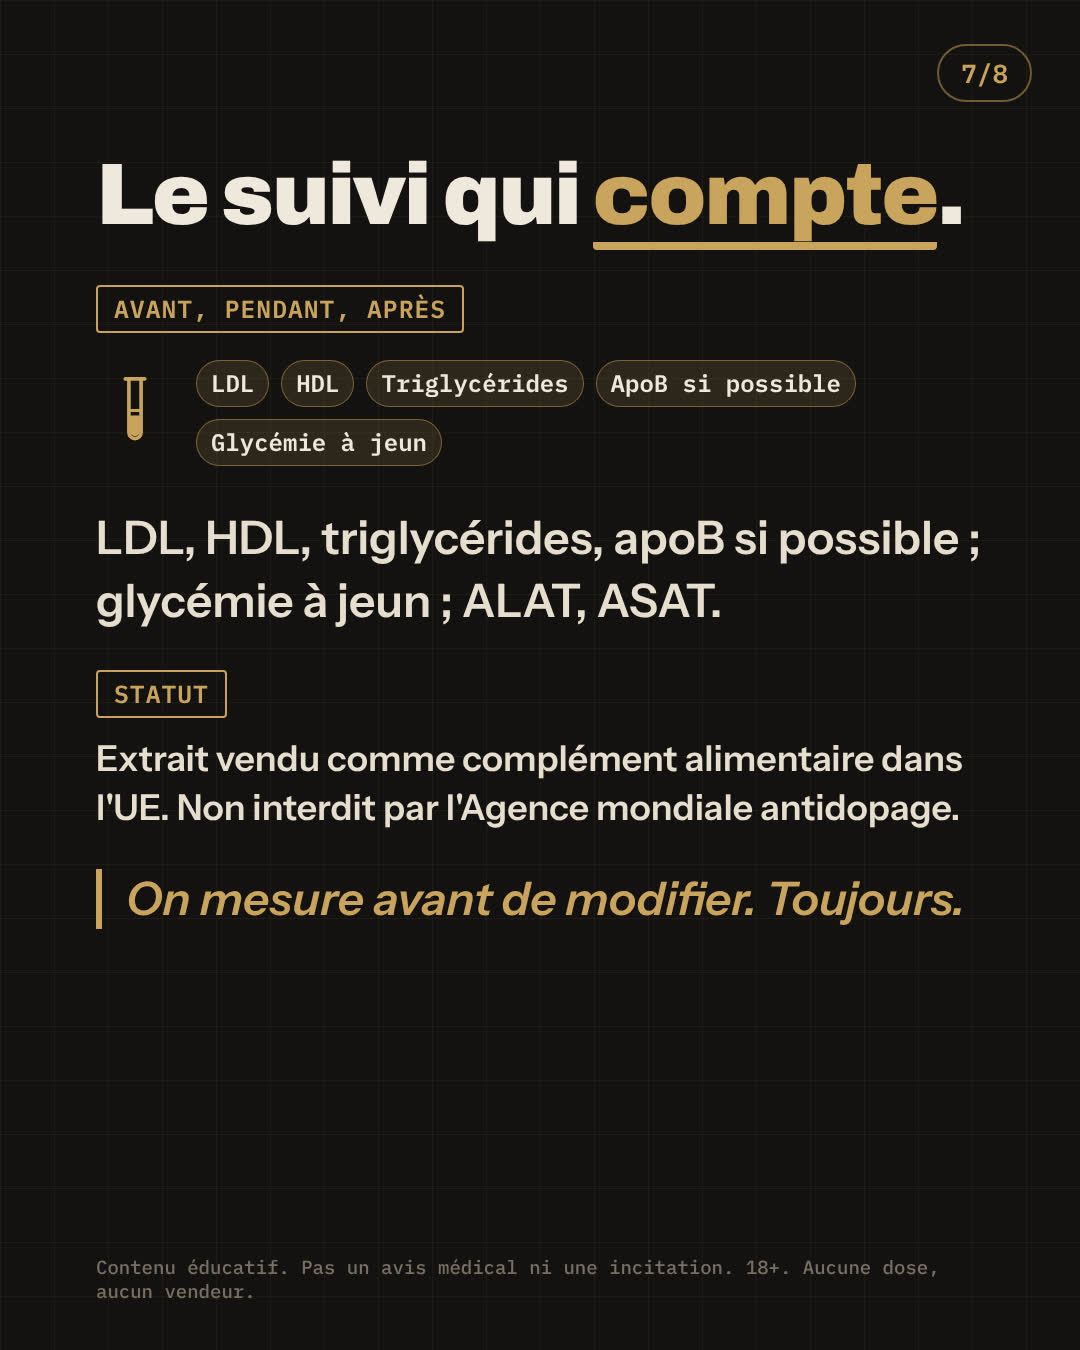 7/8
Le suivi qui compte.
AVANT, PENDANT, APRÈS
LDL HDL Triglycérides ApoB si possible
Glycémie à jeun
LDL, HDL, triglycérides, apoB si possible ;
glycémie à jeun ; ALAT, ASAT.
STATUT
Extrait vendu comme complément alimentaire dans
l'UE. Non interdit par l'Agence mondiale antidopage.
On mesure avant de modifier. Toujours.
Contenu éducatif. Pas un avis médical ni une incitation. 18+. Aucune dose,
aucun vendeur.